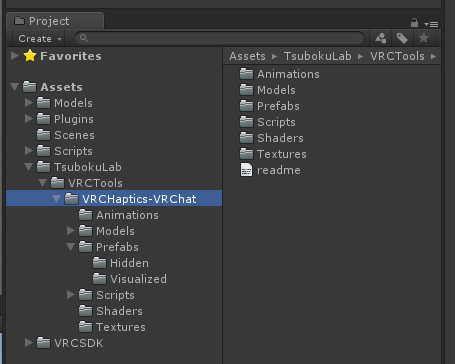 Project
Create
Favorites
Assets
Models
Plugins
Scenes
Scripts
TsubokuLab
VRCTools
VRCHaptics-VRChat
Animations
Models
Prefabs
Hidden
Visualized
Scripts
Shaders
Textures
VRCSDK
Assets TsubokuLab VRCTools
Animations
Models
Prefabs
Scripts
Shaders
Textures
readme